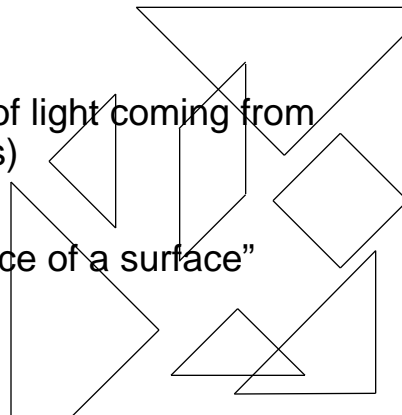 of light coming from
s)
ce of a surface”